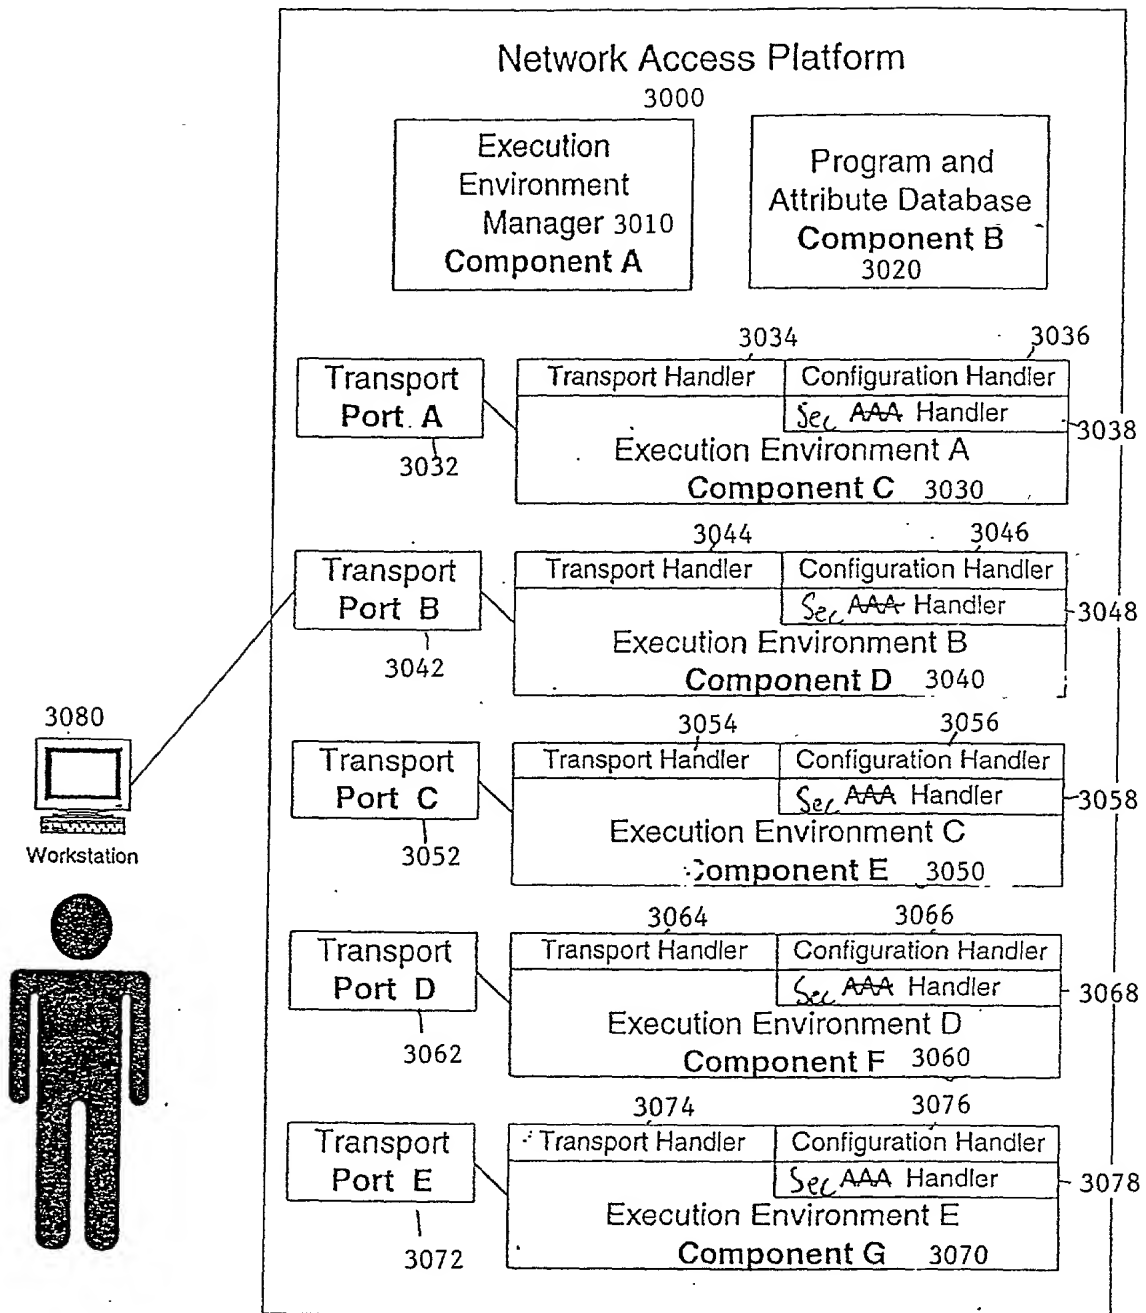 Network Access Platform
3000
Execution
Environment
Manager 3010
Component A
Program and
Attribute Database
Component B
3020
3034
3036
Transport
Port A
3032
Transport Handler
Configuration Handler
Sec AAA Handler
3038
Execution Environment A
Component C 3030
3044
3046
Transport
Port B
3042
Transport Handler
Configuration Handler
Sec AAA Handler
3048
Execution Environment B
Component D 3040
3080
Workstation
3054
3056
Transport
Port C
3052
Transport Handler
Configuration Handler
Sec AAA Handler
3058
Execution Environment C
Component E 3050
3064
3066
Transport
Port D
3062
Transport Handler
Configuration Handler
Sec AAA Handler
3068
Execution Environment D
Component F 3060
3074
3076
Transport
Port E
3072
Transport Handler
Configuration Handler
Sec AAA Handler
3078
Execution Environment E
Component G 3070